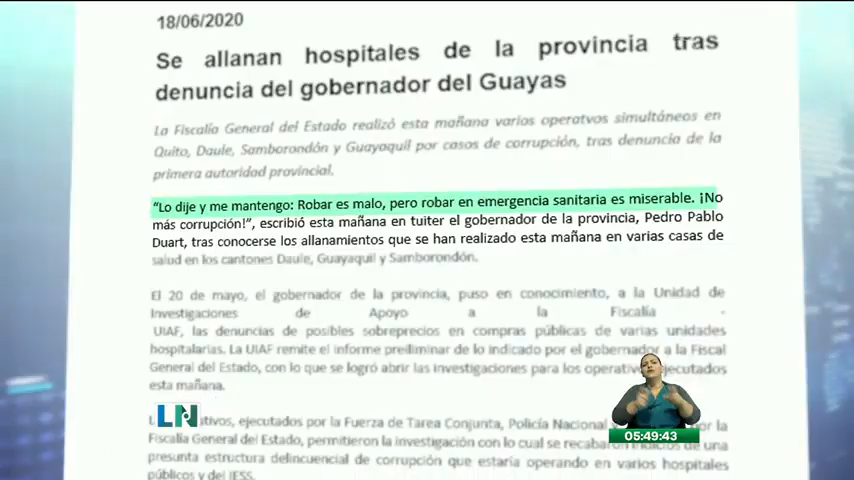 18/06/2020
Se allanan hospitales de la provincia tras
denuncia del gobernador del Guayas
La Fiscalía General del Estado realizó esta mañana varios operatvos simultáneos en
Quito, Daule, Samborondón y Guayaquil por casos de corrupción, tras denuncia de la
primera autoridad provincial.
“Lo dije y me mantengo: Robar es malo, pero robar en emergencia sanitaria es miserable. ¡No
más corrupción!”, escribió esta mañana en tuiter el gobernador de la provincia, Pedro Pablo
Duart, tras conocerse los allanamientos que se han realizado esta mañana en varias casas de
salud en los cantones Daule, Guayaquil y Samborondón.
El 20 de mayo, el gobernador de la provincia, puso en conocimiento, a la Unidad de
Investigaciones de Apoyo a la Fiscalía -
UIAF, las denuncias de posibles sobreprecios en compras públicas de varias unidades
hospitalarias. La UIAF remite el informe preliminar de lo indicado por el gobernador a la Fiscal
General del Estado, con lo que se logró abrir las investigaciones para los operativos ejecutados
esta mañana.
ejecutados por la Fuerza de Tarea Conjunta, Policía Nacional por la
Fiscalía General del Estado, permitieron la investigación con lo cual se recabaron indicios de una
presunta estructura delincuencial de corrupción que estaría operando en varios hospitales
públicos y del IESS.
LN
05:49:43